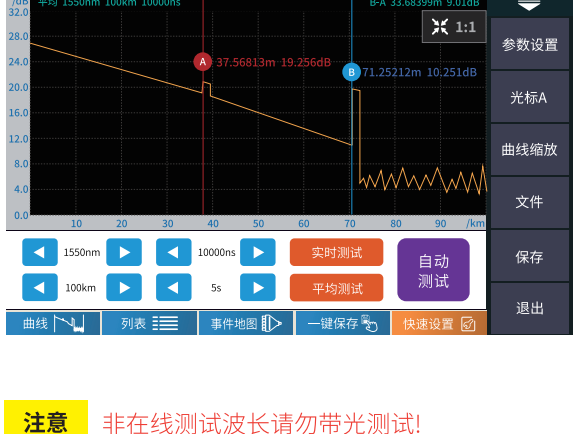 /dB 平均 1550nm 100km 10000ns B-A 33.68399m 9.01dB
32.0
28.0
24.0
20.0
16.0
12.0
8.0
4.0
0.0
1:1
A 37.56813m 19.256dB
B 71.25212m 10.251dB
10 20 30 40 50 60 70 80 90 /km
参数设置
光标A
曲线缩放
文件
保存
退出
1550nm 10000ns 实时测试
100km 5s 平均测试
自动
测试
曲线 列表 事件地图 一键保存 快速设置
注意 非在线测试波长请勿带光测试!